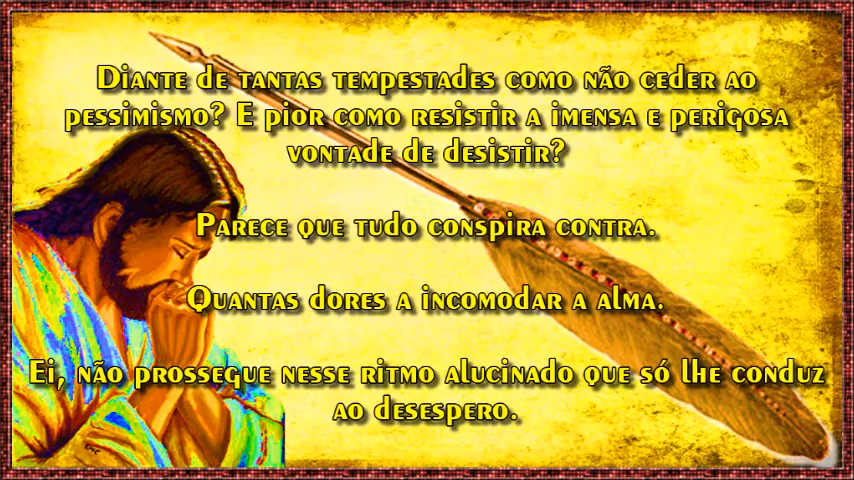 Diante de tantas tempestades como não ceder ao
pessimismo? E pior como resistir a imensa e perigosa
vontade de desistir?
Parece que tudo conspira contra.
Quantas dores a incomodar a alma.
Ei, não prossegue nesse ritmo alucinado que só lhe conduz
ao desespero.